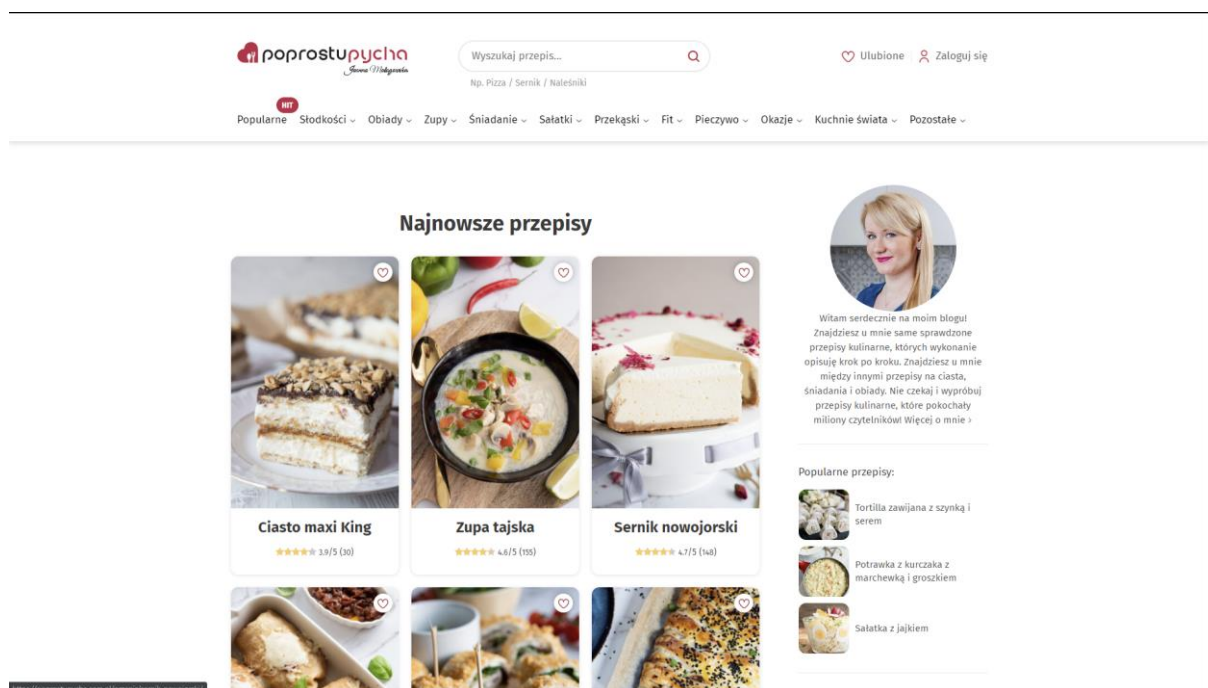 poprostupycha
Wyszukaj przepis...
Ulubione
Zaloguj się
Np. Pizza / Sernik / Naleśniki
HIT
Popularne Słodkości Obiady Zupy Śniadanie Sałatki Przekąski Fit Pieczywo Okazje Kuchnie świata Pozostałe
Najnowsze przepisy
Ciasto maxi King
3.9/5 (30)
Zupa tajska
4.6/5 (155)
Sernik nowojorski
4.7/5 (148)
Witam serdecznie na moim blogu!
Znajdziesz u mnie same sprawdzone
przepisy kulinarne, których wykonanie
opisuję krok po kroku. Znajdziesz u mnie
między innymi przepisy na ciasta,
śniadania i obiady. Nie czekaj i wypróbuj
przepisy kulinarne, które pokochały
miliony czytelników! Więcej o mnie ›
Popularne przepisy:
Tortilla zawijana z szynką i
serem
Potrawka z kurczaka z
marchewką i groszkiem
Sałatka z jajkiem